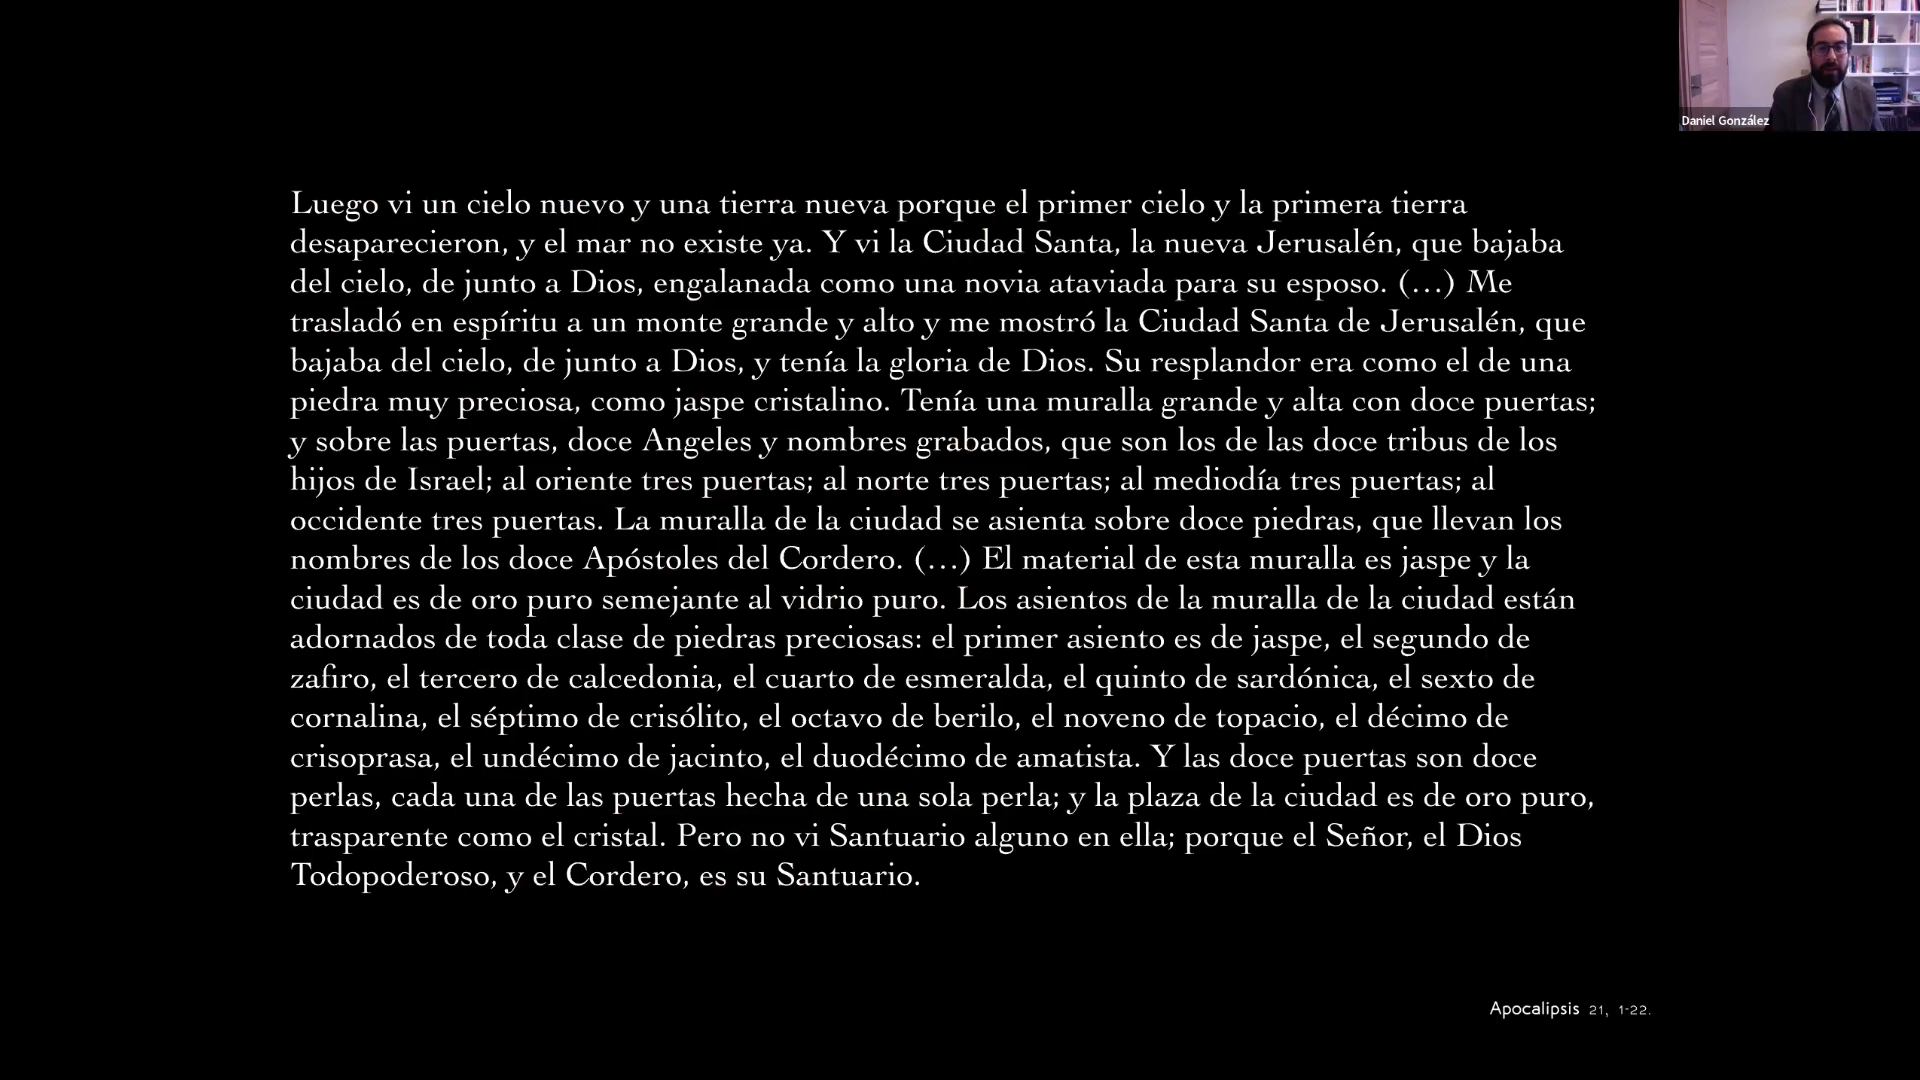 Daniel González
Luego vi un cielo nuevo y una tierra nueva porque el primer cielo y la primera tierra
desaparecieron, y el mar no existe ya. Y vi la Ciudad Santa, la nueva Jerusalén, que bajaba
del cielo, de junto a Dios, engalanada como una novia ataviada para su esposo. (…) Me
trasladó en espíritu a un monte grande y alto y me mostró la Ciudad Santa de Jerusalén, que
bajaba del cielo, de junto a Dios, y tenía la gloria de Dios. Su resplandor era como el de una
piedra muy preciosa, como jaspe cristalino. Tenía una muralla grande y alta con doce puertas;
y sobre las puertas, doce Angeles y nombres grabados, que son los de las doce tribus de los
hijos de Israel; al oriente tres puertas; al norte tres puertas; al mediodía tres puertas; al
occidente tres puertas. La muralla de la ciudad se asienta sobre doce piedras, que llevan los
nombres de los doce Apóstoles del Cordero. (…) El material de esta muralla es jaspe y la
ciudad es de oro puro semejante al vidrio puro. Los asientos de la muralla de la ciudad están
adornados de toda clase de piedras preciosas: el primer asiento es de jaspe, el segundo de
zafiro, el tercero de calcedonia, el cuarto de esmeralda, el quinto de sardónica, el sexto de
cornalina, el séptimo de crisólito, el octavo de berilo, el noveno de topacio, el décimo de
crisoprasa, el undécimo de jacinto, el duodécimo de amatista. Y las doce puertas son doce
perlas, cada una de las puertas hecha de una sola perla; y la plaza de la ciudad es de oro puro,
trasparente como el cristal. Pero no vi Santuario alguno en ella; porque el Señor, el Dios
Todopoderoso, y el Cordero, es su Santuario.
Apocalipsis 21, 1-22.